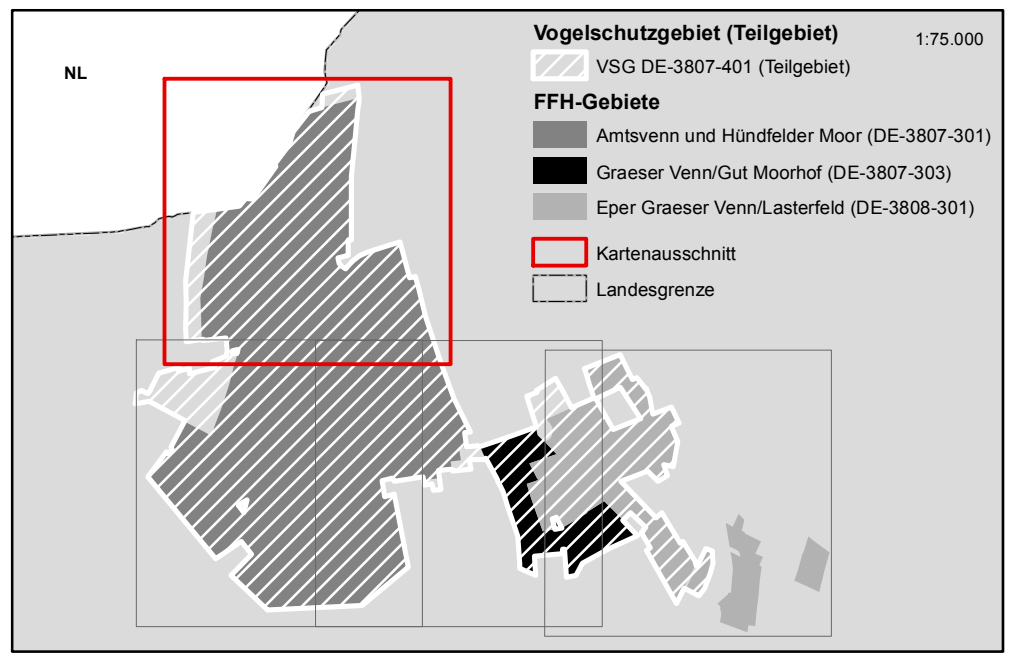 Vogelschutzgebiet (Teilgebiet)
1:75.000
VSG DE-3807-401 (Teilgebiet)
NL
FFH-Gebiete
Amtsvenn und Hündfelder Moor (DE-3807-301)
Graeser Venn/Gut Moorhof (DE-3807-303)
Eper Graeser Venn/Lasterfeld (DE-3808-301)
Kartenausschnitt
Landesgrenze